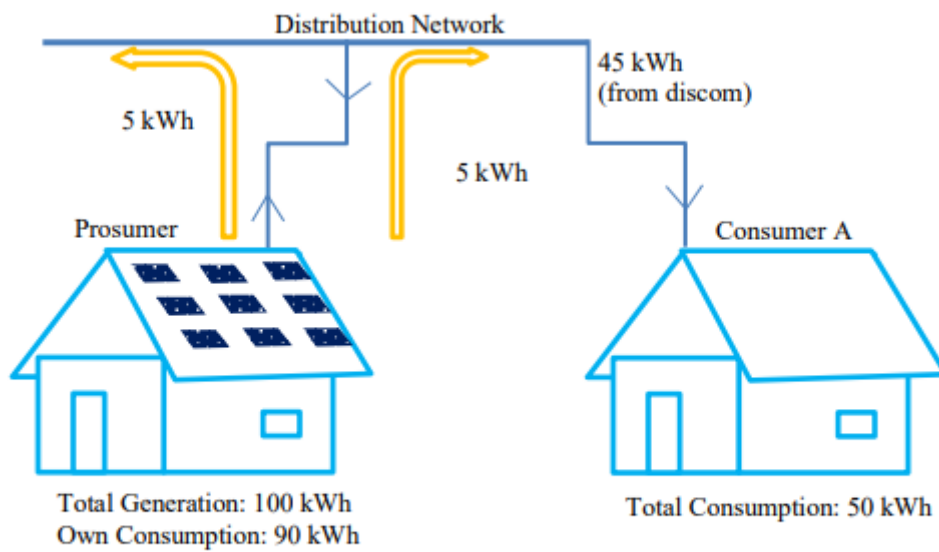 Distribution Network
45 kWh
(from discom)
5 kWh
5 kWh
Prosumer
Consumer A
Total Generation: 100 kWh
Own Consumption: 90 kWh
Total Consumption: 50 kWh